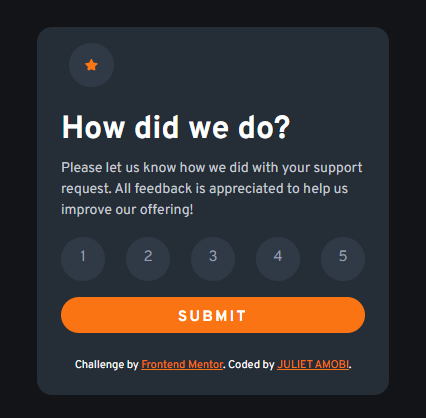 How did we do?
Please let us know how we did with your support
request. All feedback is appreciated to help us
improve our offering!
1 2 3 4 5
SUBMIT
Challenge by Frontend Mentor. Coded by JULIET AMOBI.